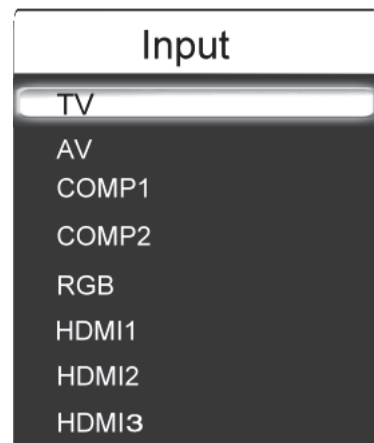 Input
TV
AV
COMP1
COMP2
RGB
HDMI1
HDMI2
HDMI3